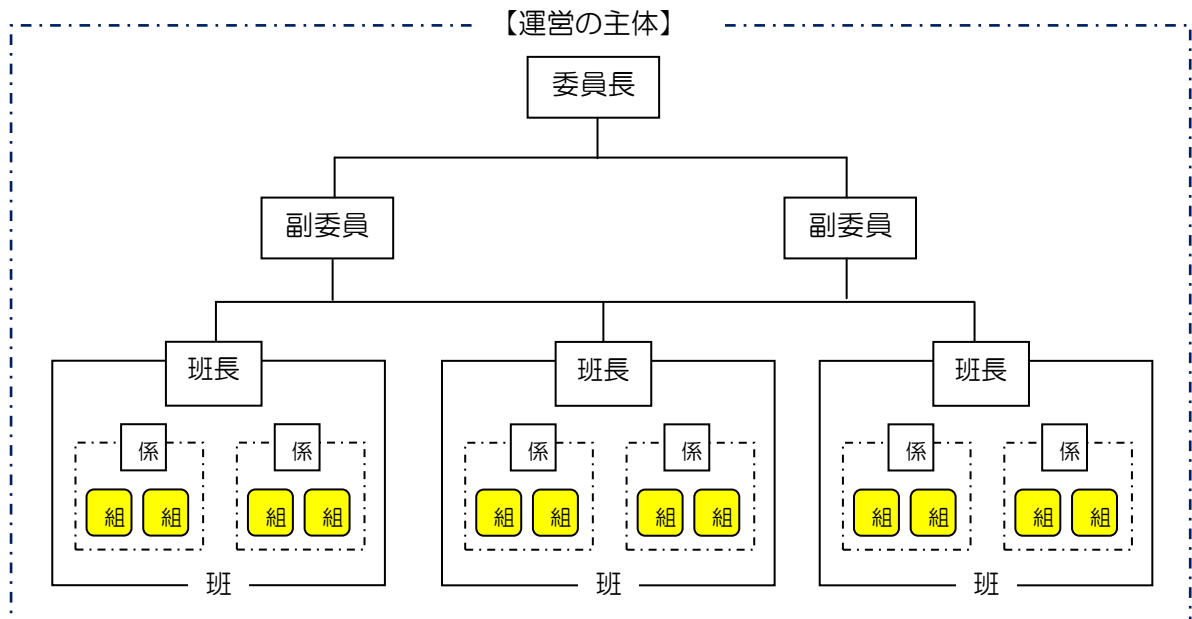 【運営の主体】
委員長
副委員 副委員
班長 班長 班長
係 係 係 係 係 係
組 組 組 組 組 組 組 組 組 組 組 組
班 班 班